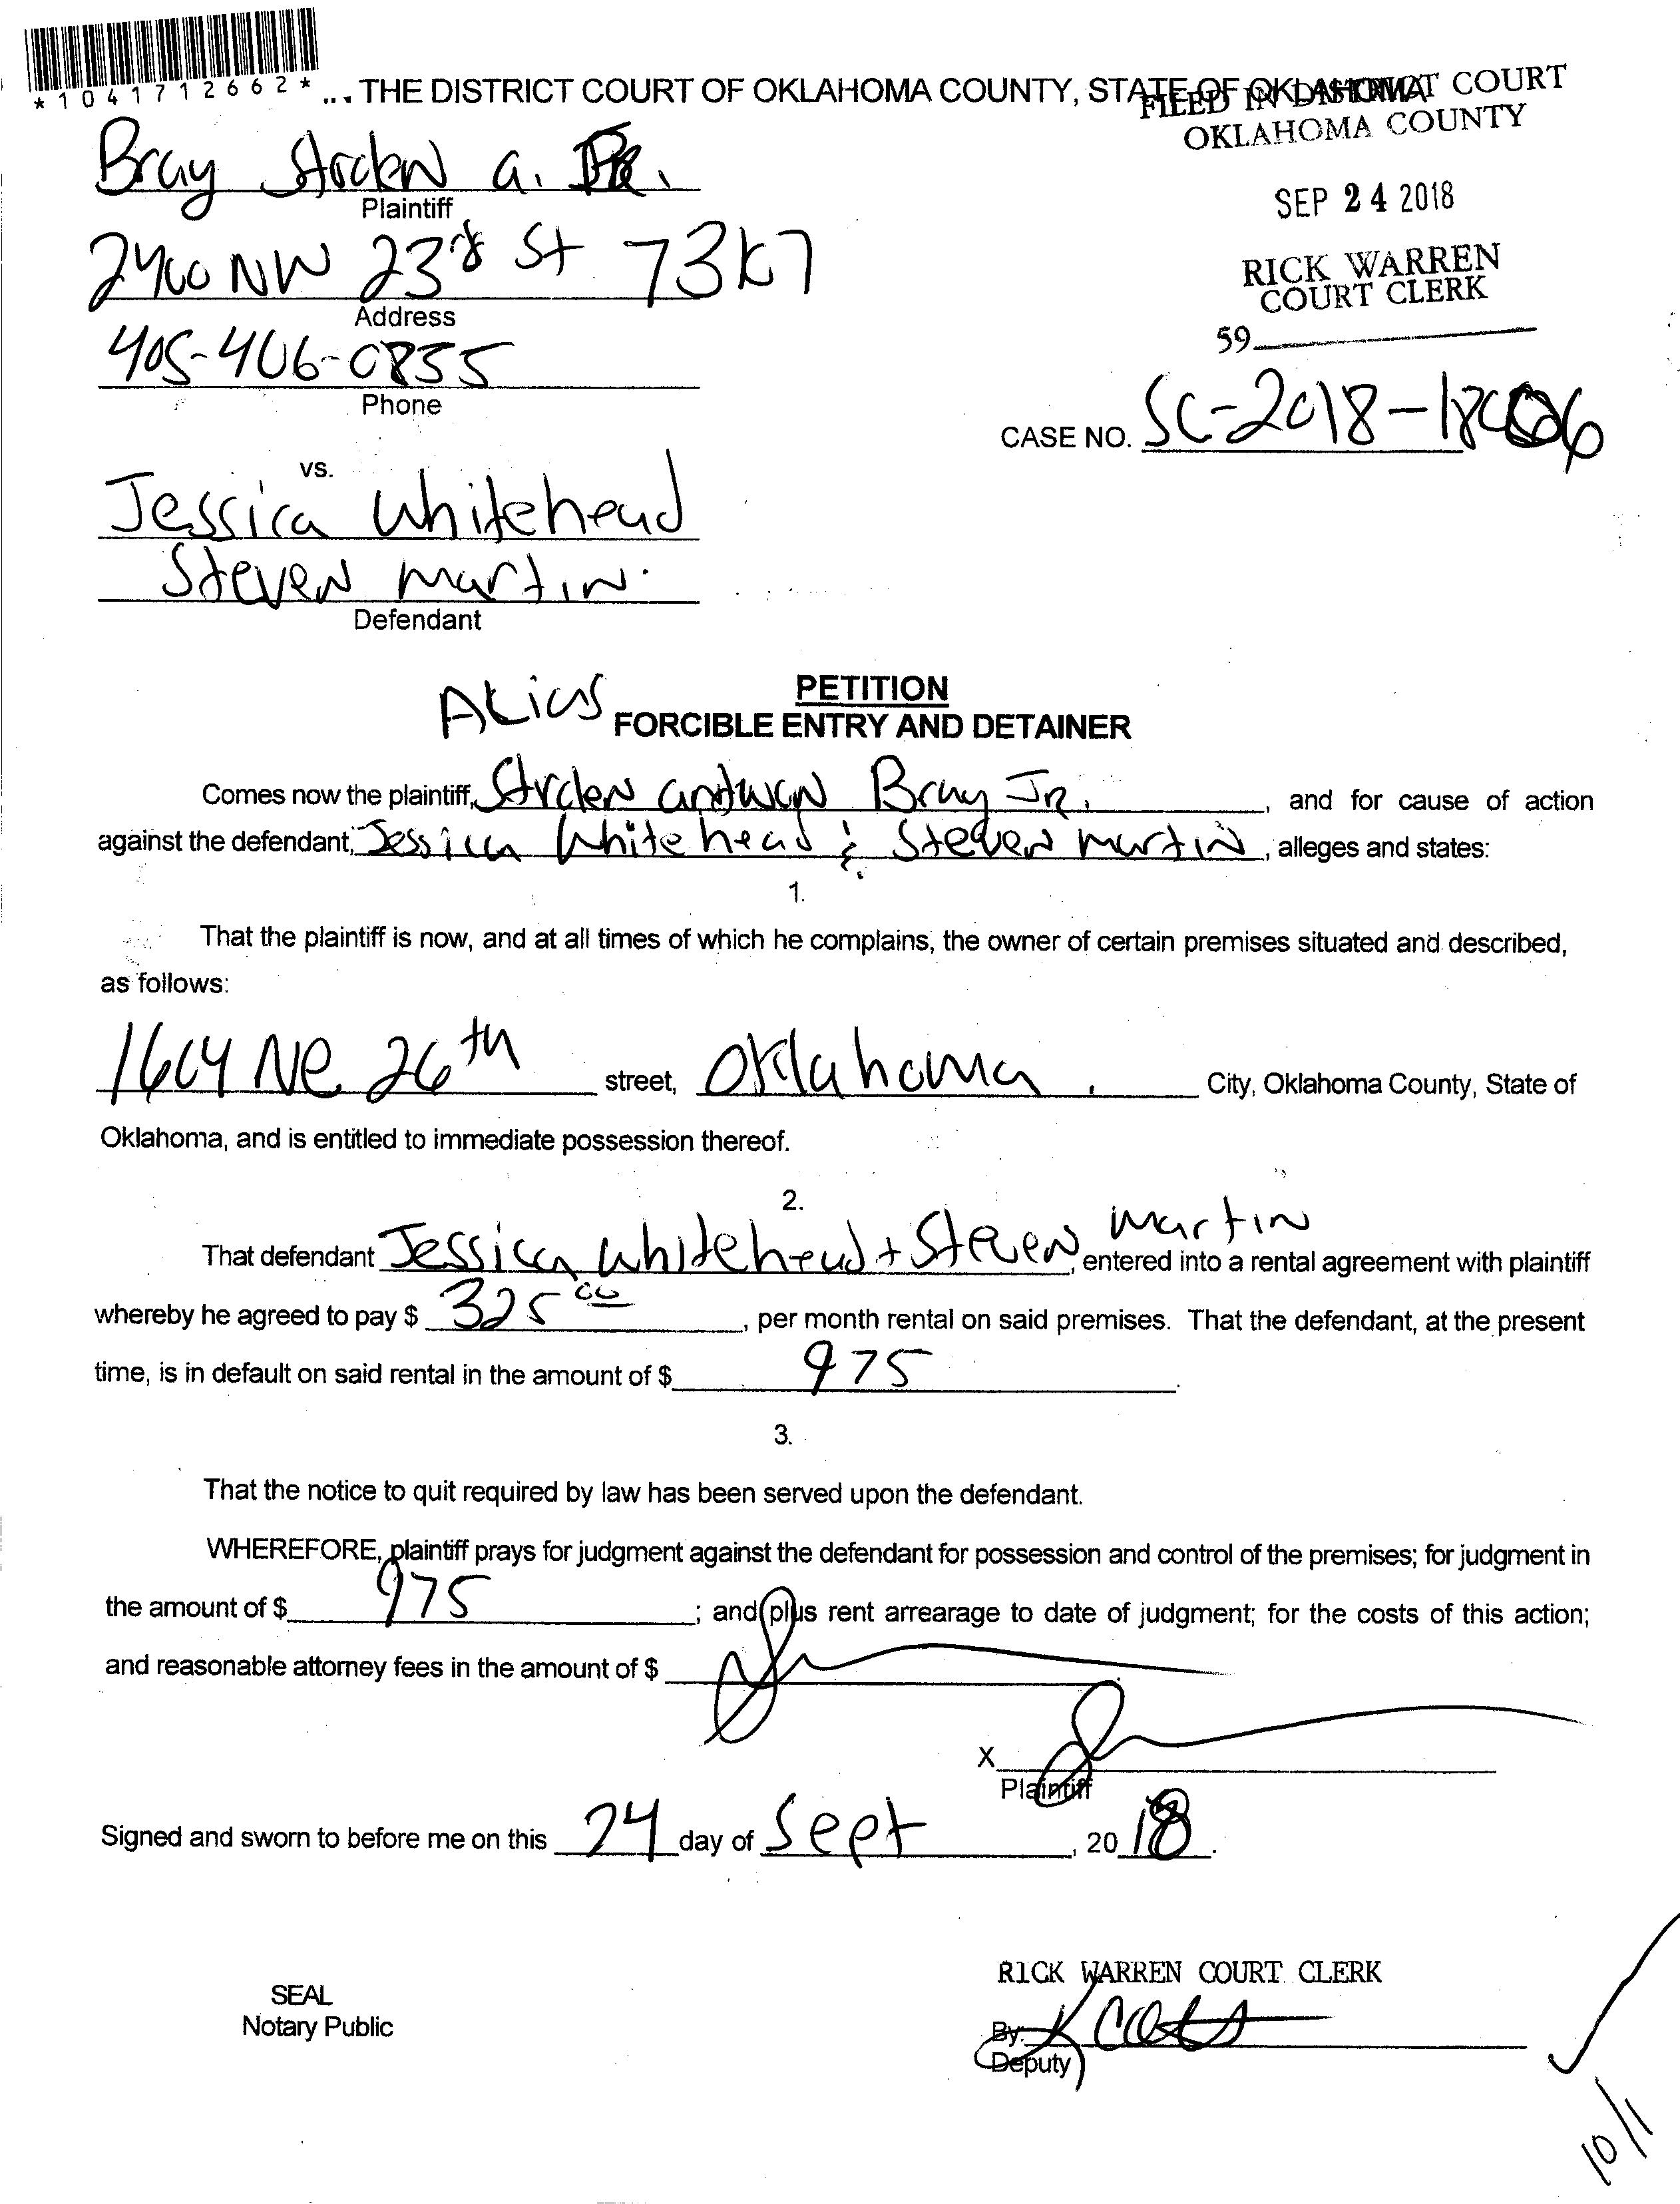 *1041712662*
... THE DISTRICT COURT OF OKLAHOMA COUNTY, STATE OF OKLAHOMA
FILED IN DISTRICT COURT
OKLAHOMA COUNTY
SEP 24 2018
RICK WARREN
COURT CLERK
59
Bray a.
Plaintiff
2400 NW 23rd St
Address
405-406-0855
Phone
CASE NO. SC-2018-
vs.
Jessica Whitehead
Steven Martin.
Defendant
ALias
PETITION
FORCIBLE ENTRY AND DETAINER
Comes now the plaintiff, Bray JR., and for cause of action
against the defendant, Jessica Whitehead & Steven Martin, alleges and states:
1.
That the plaintiff is now, and at all times of which he complains, the owner of certain premises situated and described,
as follows:
1604 NE 26th street, Oklahoma. City, Oklahoma County, State of
Oklahoma, and is entitled to immediate possession thereof.
2.
That defendant Jessica Whitehead + Steven Martin, entered into a rental agreement with plaintiff
whereby he agreed to pay $ 325 00, per month rental on said premises. That the defendant, at the present
time, is in default on said rental in the amount of $ 975.
3.
That the notice to quit required by law has been served upon the defendant.
WHEREFORE, plaintiff prays for judgment against the defendant for possession and control of the premises; for judgment in
the amount of $ 975; and plus rent arrearage to date of judgment; for the costs of this action;
and reasonable attorney fees in the amount of $
X
Plaintiff
Signed and sworn to before me on this 24 day of Sept, 2018.
RICK WARREN COURT CLERK
SEAL
Notary Public
By:
Deputy
10/1